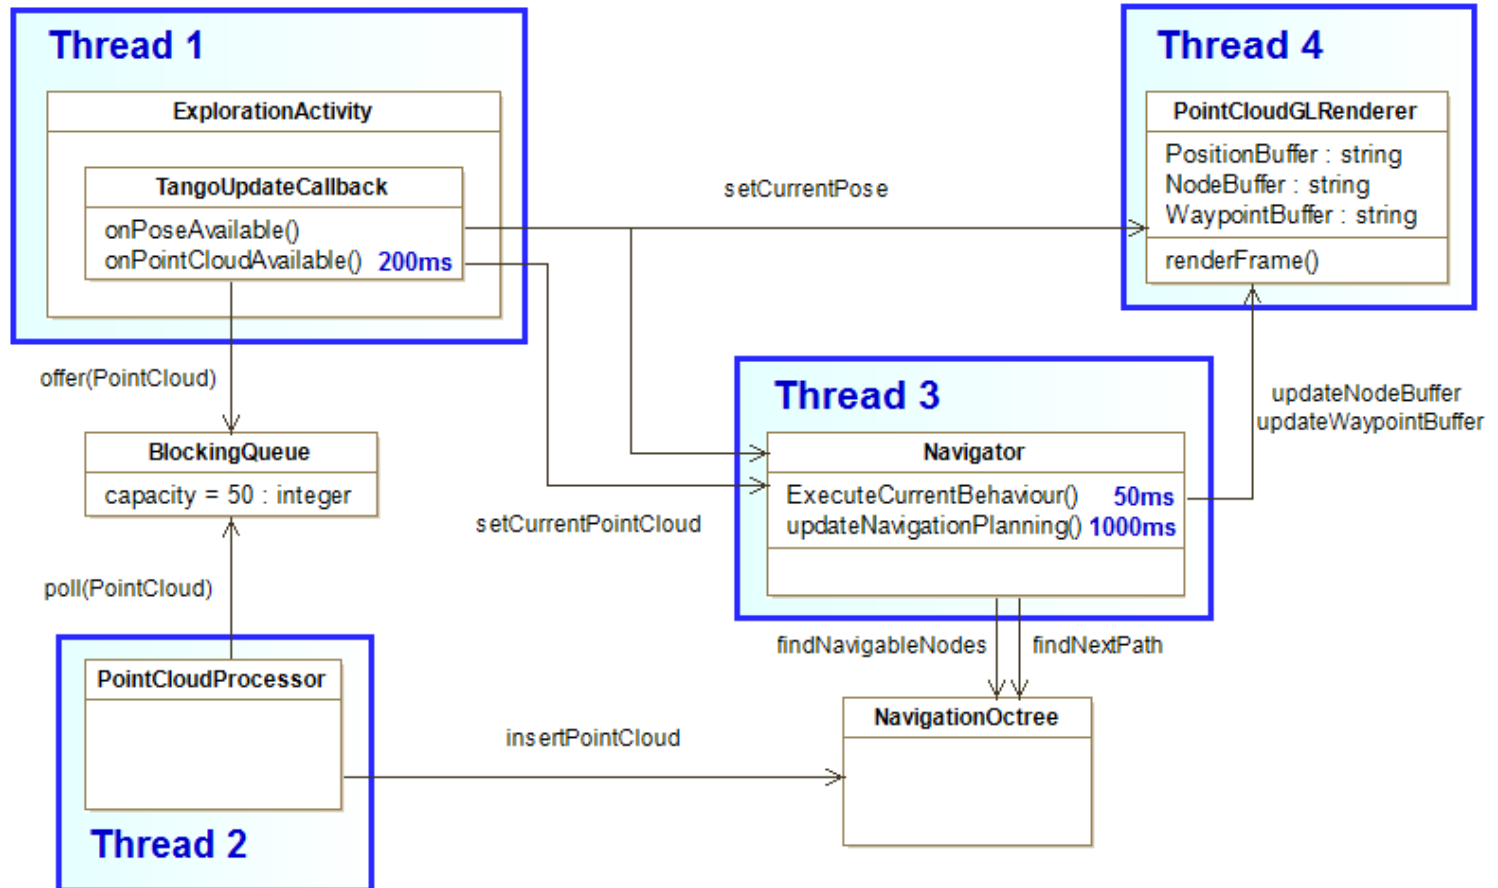 Thread 1
ExplorationActivity
TangoUpdateCallback
onPoseAvailable()
onPointCloudAvailable() 200ms
setCurrentPose
Thread 4
PointCloudGLRenderer
PositionBuffer : string
NodeBuffer : string
WaypointBuffer : string
renderFrame()
offer(PointCloud)
BlockingQueue
capacity = 50 : integer
poll(PointCloud)
setCurrentPointCloud
Thread 3
Navigator
ExecuteCurrentBehaviour() 50ms
updateNavigationPlanning() 1000ms
updateNodeBuffer
updateWaypointBuffer
findNavigableNodes
findNextPath
PointCloudProcessor
Thread 2
insertPointCloud
NavigationOctree